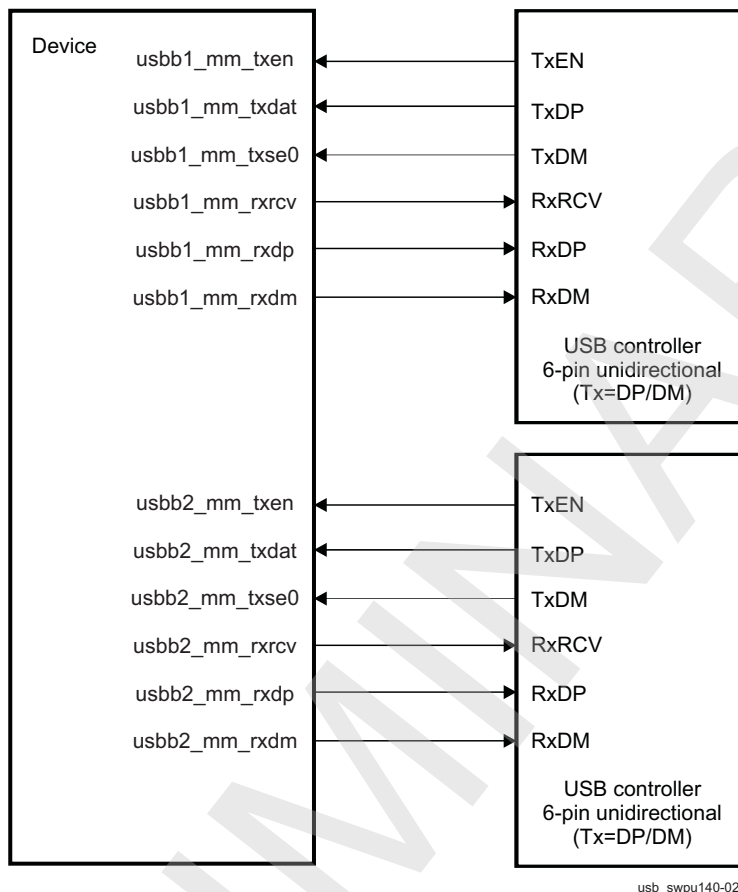 Device
usbb1_mm_txen
TxEN
usbb1_mm_txdat
TxDP
usbb1_mm_txse0
TxDM
usbb1_mm_rxrcv
RxRCV
usbb1_mm_rxdp
RxDP
usbb1_mm_rxdm
RxDM
USB controller
6-pin unidirectional
(Tx=DP/DM)
usbb2_mm_txen
TxEN
usbb2_mm_txdat
TxDP
usbb2_mm_txse0
TxDM
usbb2_mm_rxrcv
RxRCV
usbb2_mm_rxdp
RxDP
usbb2_mm_rxdm
RxDM
USB controller
6-pin unidirectional
(Tx=DP/DM)
usb_swpu140-02